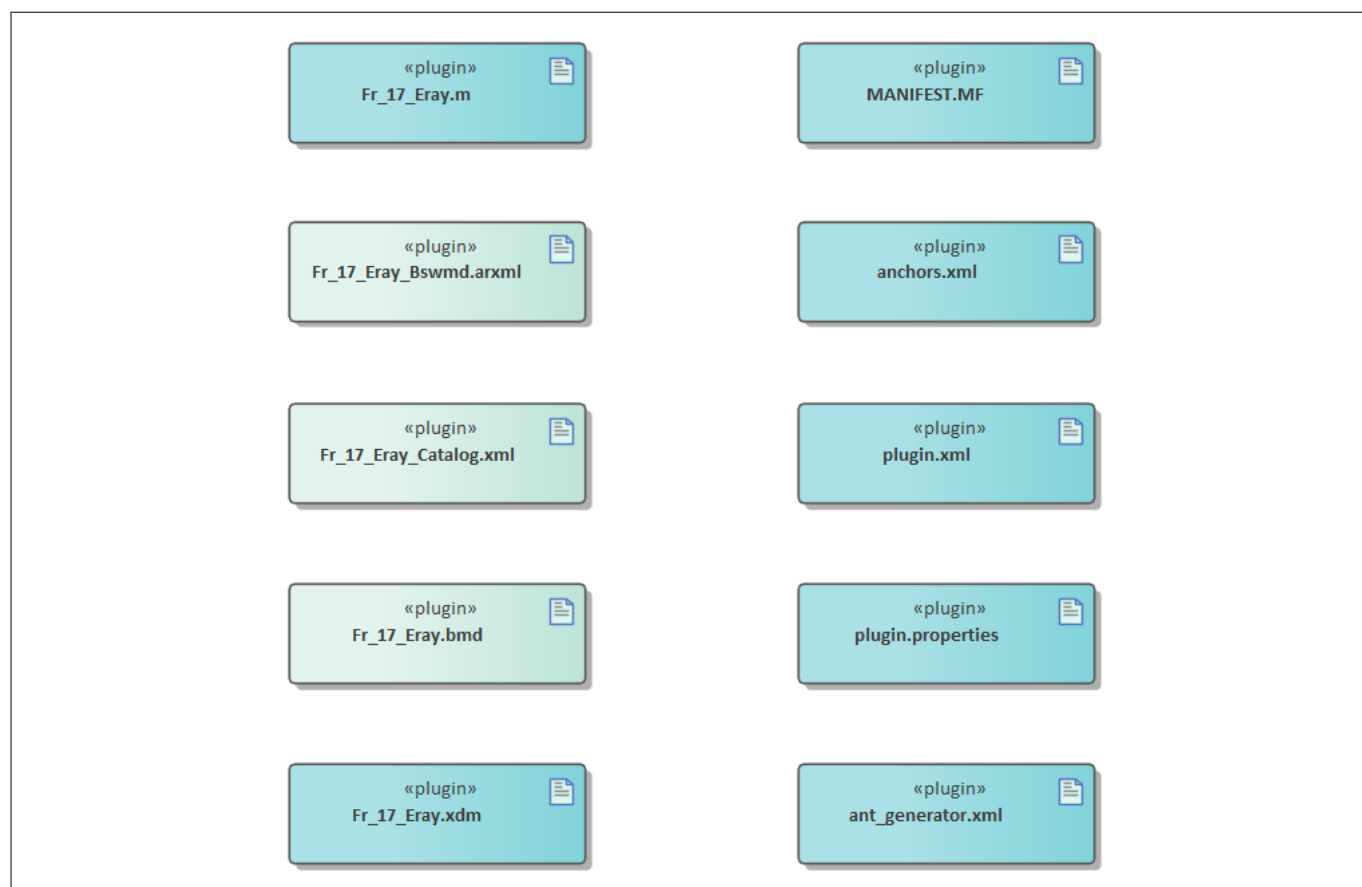 «plugin»
Fr_17_Eray.m
«plugin»
MANIFEST.MF
«plugin»
Fr_17_Eray_Bswmd.arxml
«plugin»
anchors.xml
«plugin»
Fr_17_Eray_Catalog.xml
«plugin»
plugin.xml
«plugin»
Fr_17_Eray.bmd
«plugin»
plugin.properties
«plugin»
Fr_17_Eray.xdm
«plugin»
ant_generator.xml